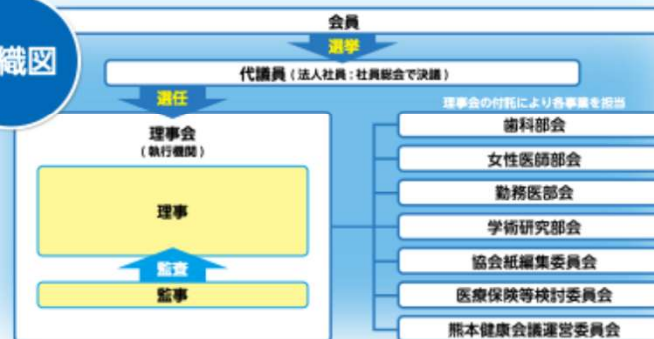 織図
会員
選挙
代議員（法人社員：社員総会で決議）
選任
理事会の付託により各事業を担当
理事会
（執行機関）
理事
監査
監事
歯科部会
女性医師部会
勤務医部会
学術研究部会
協会紙編集委員会
医療保険等検討委員会
熊本健康会議運営委員会